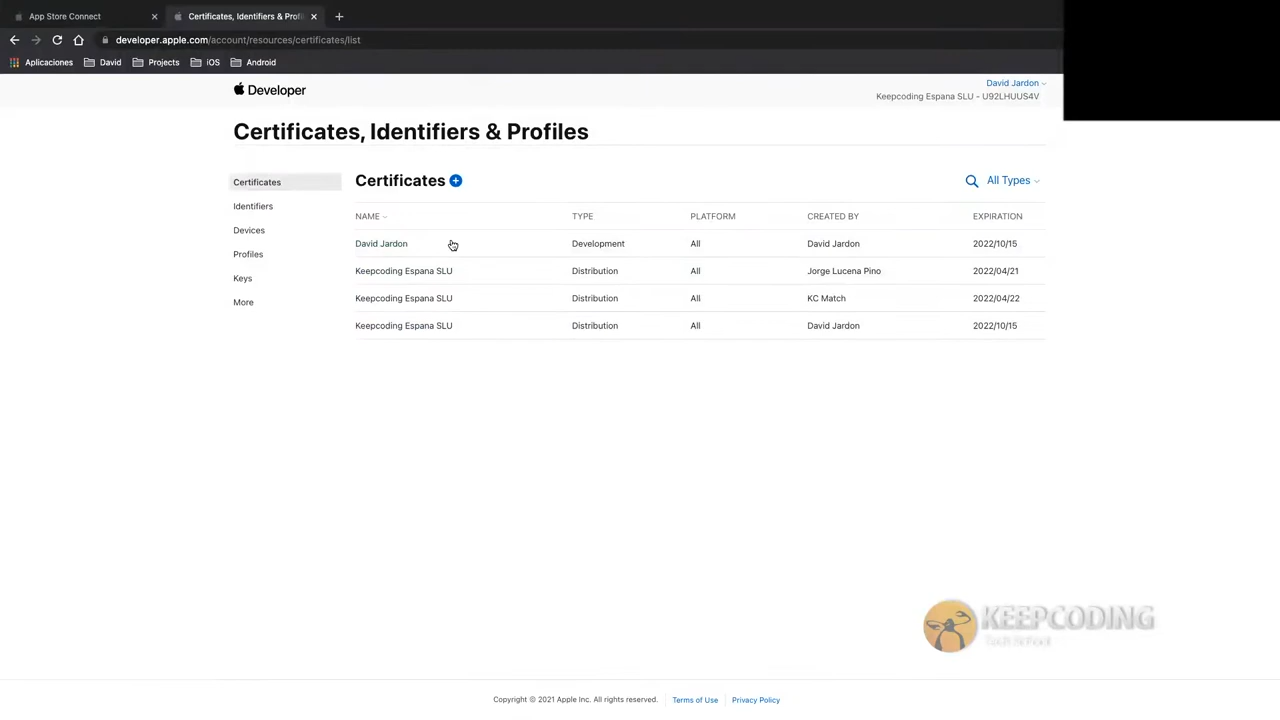 App Store Connect
Certificates, Identifiers & Profil
developer.apple.com/account/resources/certificates/list
Aplicaciones David Projects iOS Android
Developer
David Jardon
Keepcoding Espana SLU - U92LHUUS4V
Certificates, Identifiers & Profiles
Certificates
Identifiers
Devices
Profiles
Keys
More
Certificates
All Types
NAME TYPE PLATFORM CREATED BY EXPIRATION
David Jardon Development All David Jardon 2022/10/15
Keepcoding Espana SLU Distribution All Jorge Lucena Pino 2022/04/21
Keepcoding Espana SLU Distribution All KC Match 2022/04/22
Keepcoding Espana SLU Distribution All David Jardon 2022/10/15
KEEPCODING
Tech School
Copyright © 2021 Apple Inc. All rights reserved. Terms of Use Privacy Policy